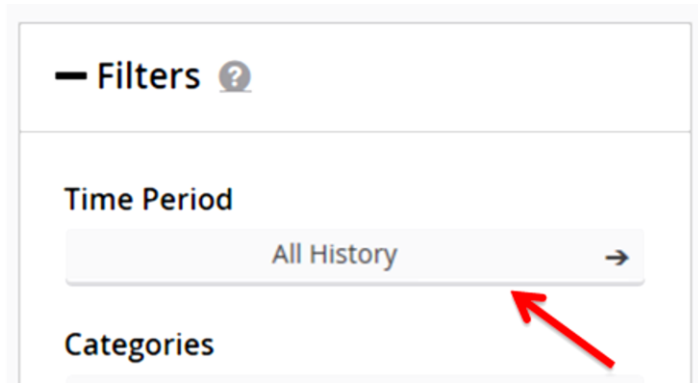 Filters ?
Time Period
All History →
Categories